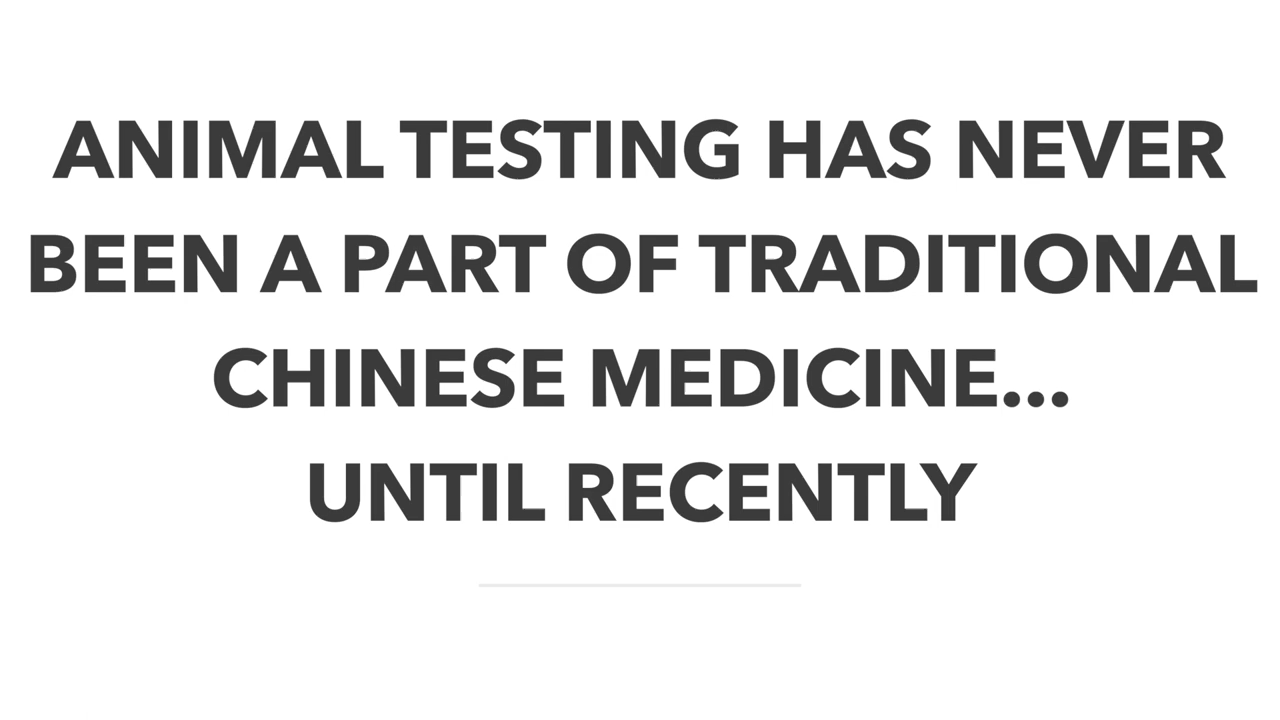 ANIMAL TESTING HAS NEVER
BEEN A PART OF TRADITIONAL
CHINESE MEDICINE...
UNTIL RECENTLY